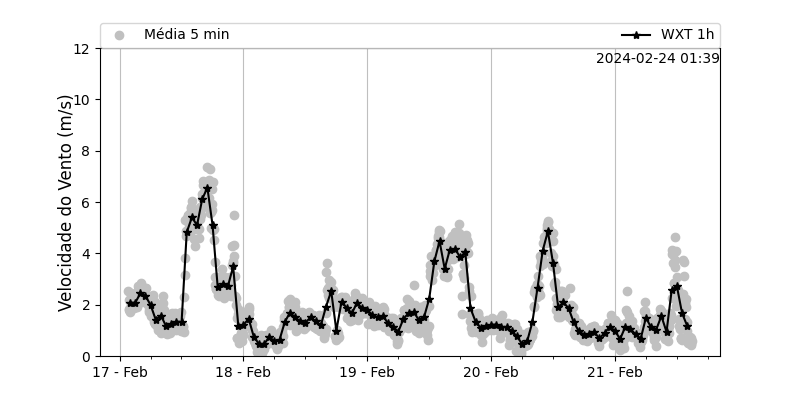 Média 5 min
WXT 1h
2024-02-24 01:39
Velocidade do Vento (m/s)
12
10
8
6
4
2
0
17 - Feb
18 - Feb
19 - Feb
20 - Feb
21 - Feb